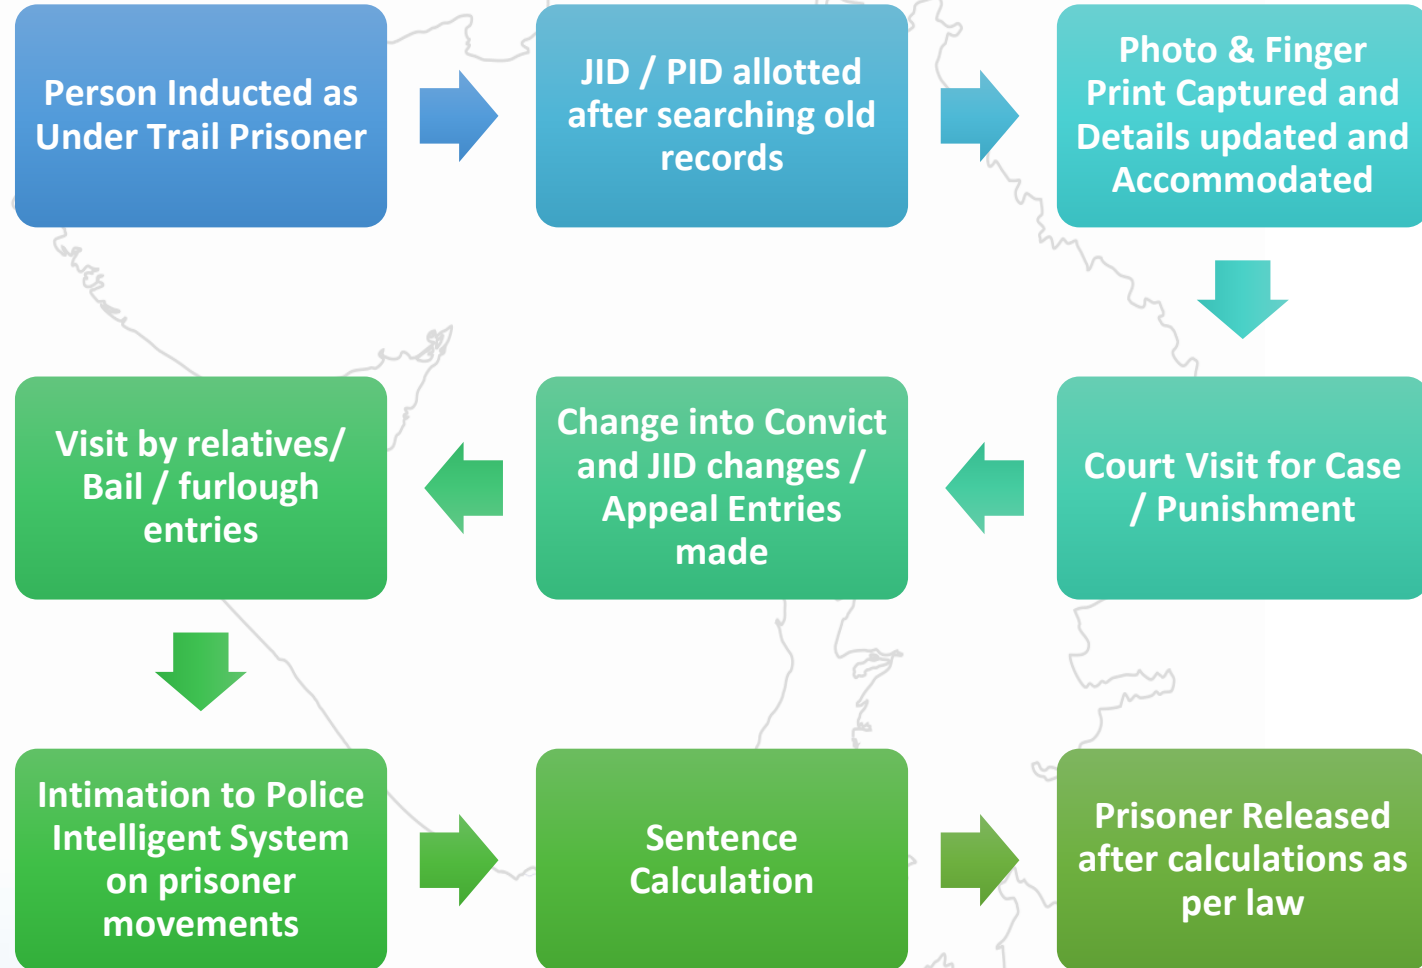 Person Inducted as
Under Trail Prisoner
JID / PID allotted
after searching old
records
Photo & Finger
Print Captured and
Details updated and
Accommodated
Court Visit for Case
/ Punishment
Change into Convict
and JID changes /
Appeal Entries
made
Visit by relatives/
Bail / furlough
entries
Intimation to Police
Intelligent System
on prisoner
movements
Sentence
Calculation
Prisoner Released
after calculations as
per law